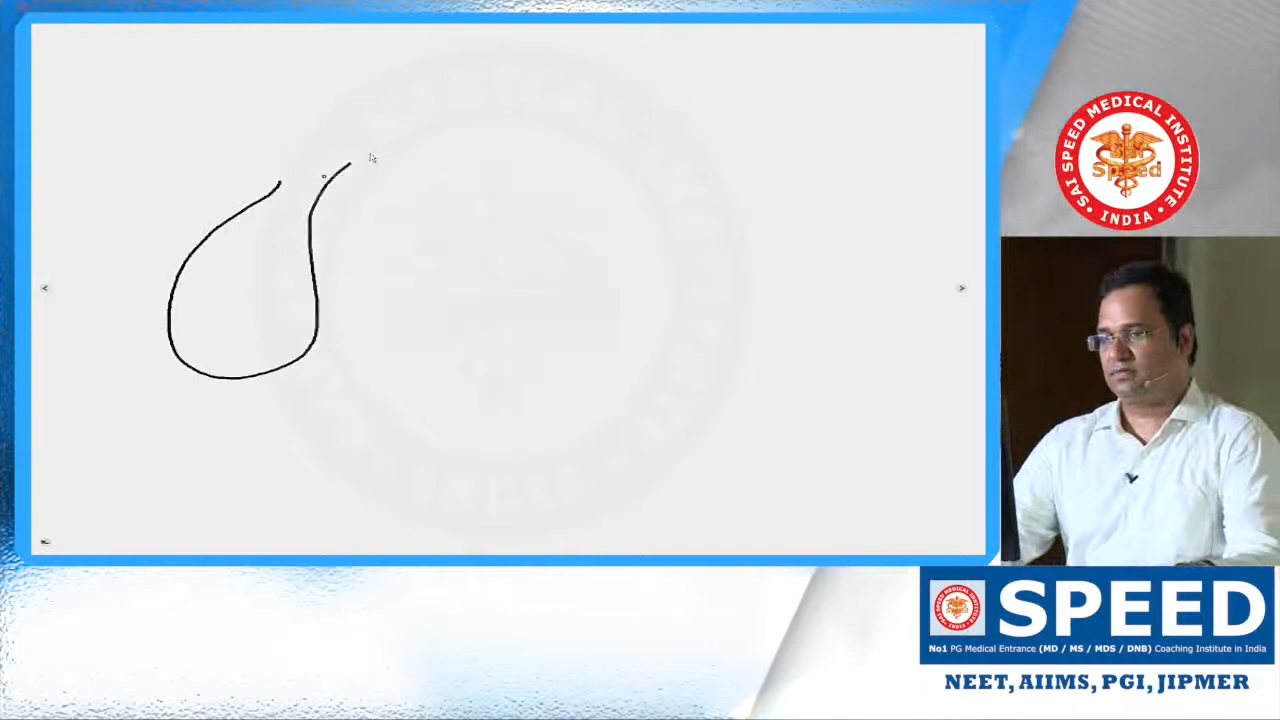 SAI SPEED MEDICAL INSTITUTE
Speed
• INDIA •
SPEED
No1 PG Medical Entrance (MD / MS / MDS / DNB) Coaching Institute in India
NEET, AIIMS, PGI, JIPMER